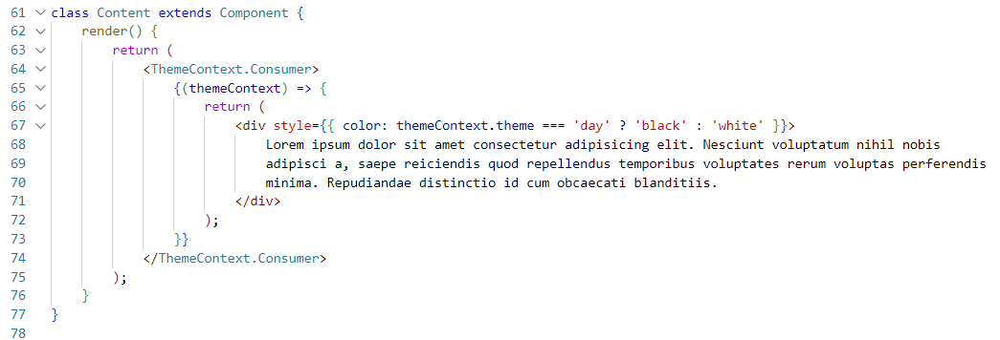 61 class Content extends Component {
62     render() {
63         return (
64             <ThemeContext.Consumer>
65                 {(themeContext) => {
66                     return (
67                         <div style={{ color: themeContext.theme === 'day' ? 'black' : 'white' }}>
68                             Lorem ipsum dolor sit amet consectetur adipisicing elit. Nesciunt voluptatum nihil nobis
69                             adipisci a, saepe reiciendis quod repellendus temporibus voluptates rerum voluptas perferendis
70                             minima. Repudiandae distinctio id cum obcaecati blanditiis.
71                         </div>
72                     );
73                 }}
74             </ThemeContext.Consumer>
75         );
76     }
77 }
78